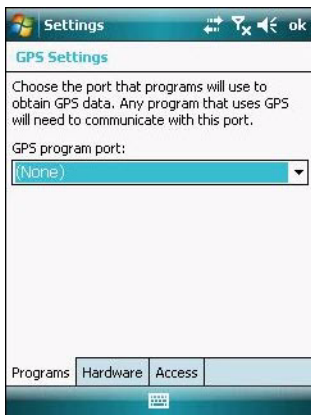 Settings ok
GPS Settings
Choose the port that programs will use to
obtain GPS data. Any program that uses GPS
will need to communicate with this port.
GPS program port:
(None)
Programs Hardware Access